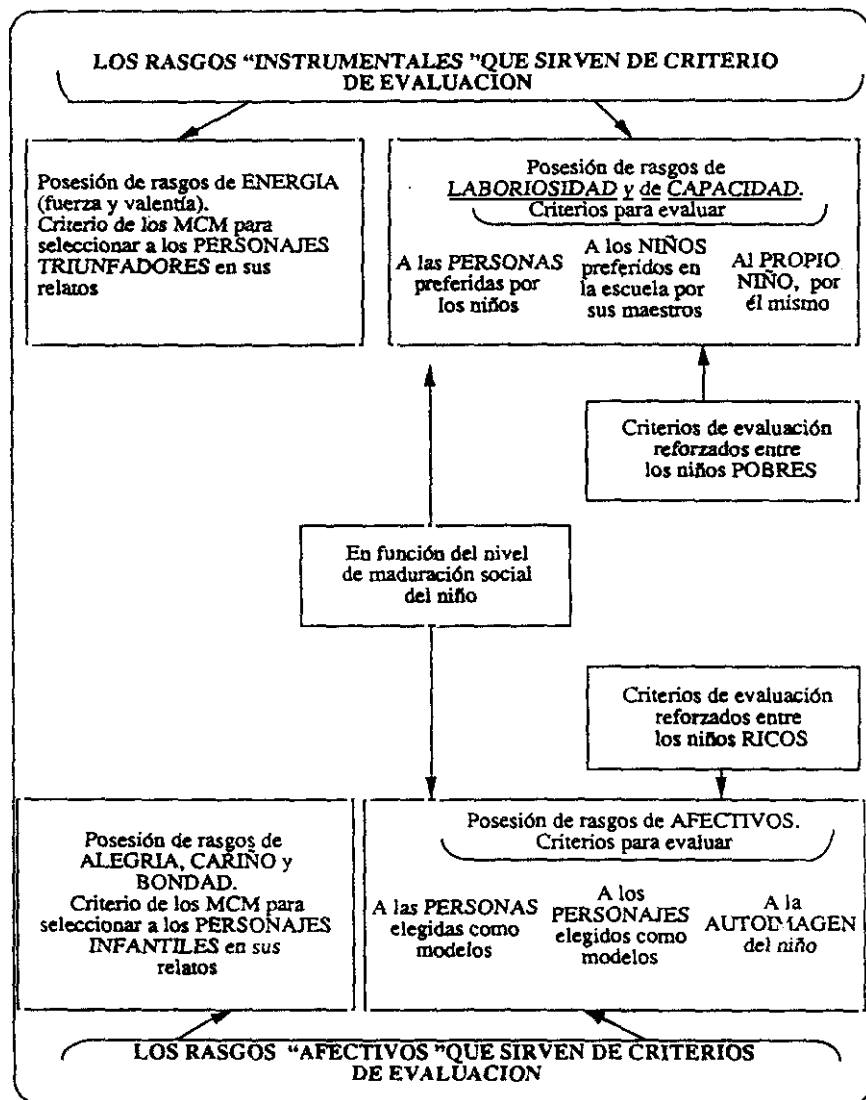 LOS RASGOS “INSTRUMENTALES ”QUE SIRVEN DE CRITERIO
DE EVALUACION
Posesión de rasgos de ENERGIA
(fuerza y valentía).
Criterio de los MCM para
seleccionar a los PERSONAJES
TRIUNFADORES en sus
relatos
Posesión de rasgos de
LABORIOSIDAD y de CAPACIDAD.
Criterios para evaluar
A las PERSONAS
preferidas por
los niños
A los NIÑOS
preferidos en
la escuela por
sus maestros
Al PROPIO
NIÑO, por
él mismo
Criterios de evaluación
reforzados entre
los niños POBRES
En función del nivel
de maduración social
del niño
Criterios de evaluación
reforzados entre
los niños RICOS
Posesión de rasgos de
ALEGRIA, CARIÑO y
BONDAD.
Criterio de los MCM para
seleccionar a los PERSONAJES
INFANTILES en sus
relatos
Posesión de rasgos de AFECTIVOS.
Criterios para evaluar
A las PERSONAS
elegidas como
modelos
A los
PERSONAJES
elegidos como
modelos
A la
AUTOIMAGEN
del niño
LOS RASGOS “AFECTIVOS ”QUE SIRVEN DE CRITERIOS
DE EVALUACION